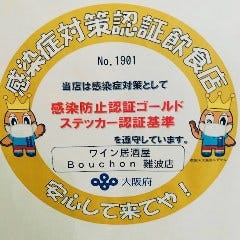 感染症対策認証飲食店
No.1901
当店は感染症対策として
感染防止認証ゴールド
ステッカー認証基準
を遵守しています。
ワイン居酒屋
Bouchon 難波店
大阪府
安心して来てや!